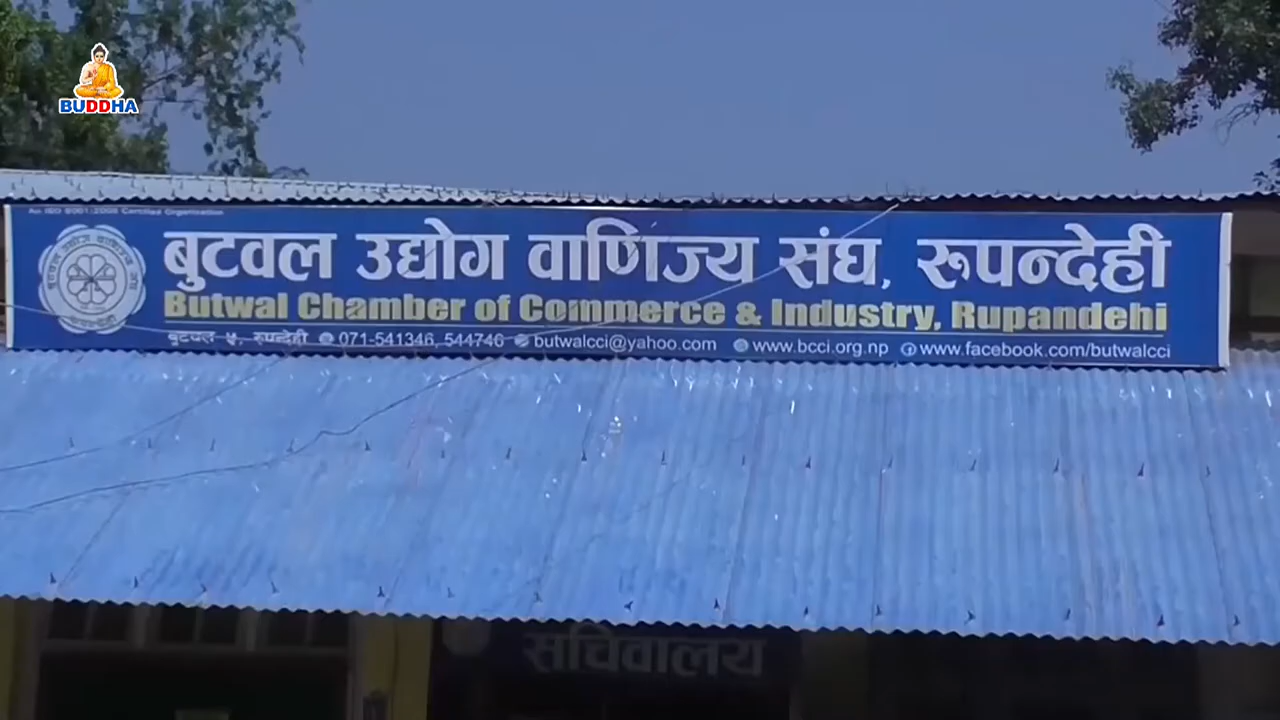 BUDDHA
An ISO 9001:2008 Certified Organization
बुटवल उद्योग वाणिज्य संघ, रुपन्देही
Butwal Chamber of Commerce & Industry, Rupandehi
बुटवल ५, रुपन्देही 071-541346, 544746 butwalcci@yahoo.com www.bcci.org.np www.facebook.com/butwalcci
सचिवालय